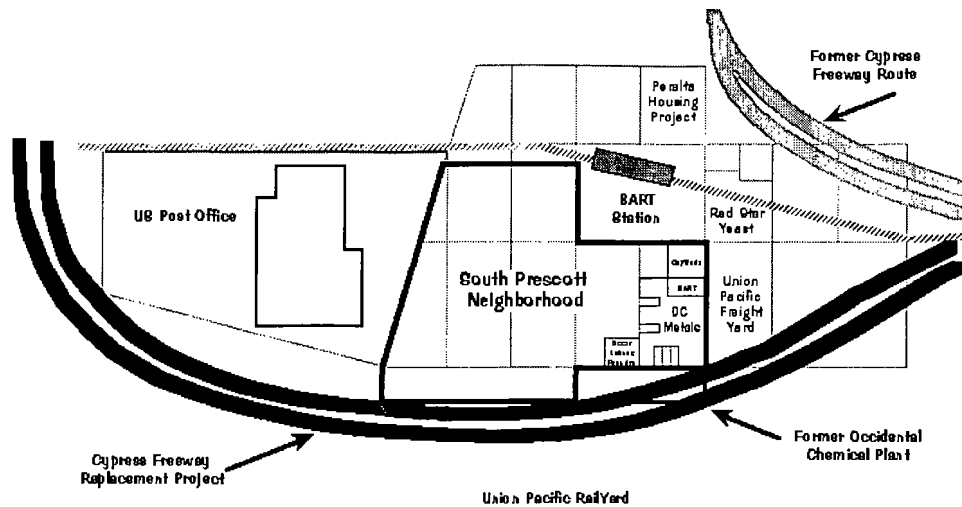 Former Cypress
Freeway Route
Peralta
Housing
Project
US Post Office
BART
Station
Red Star
Yeast
South Prescott
Neighborhood
BART
DC
Metals
Union
Pacific
Freight
Yard
Cypress Freeway
Replacement Project
Former Occidental
Chemical Plant
Union Pacific RailYard